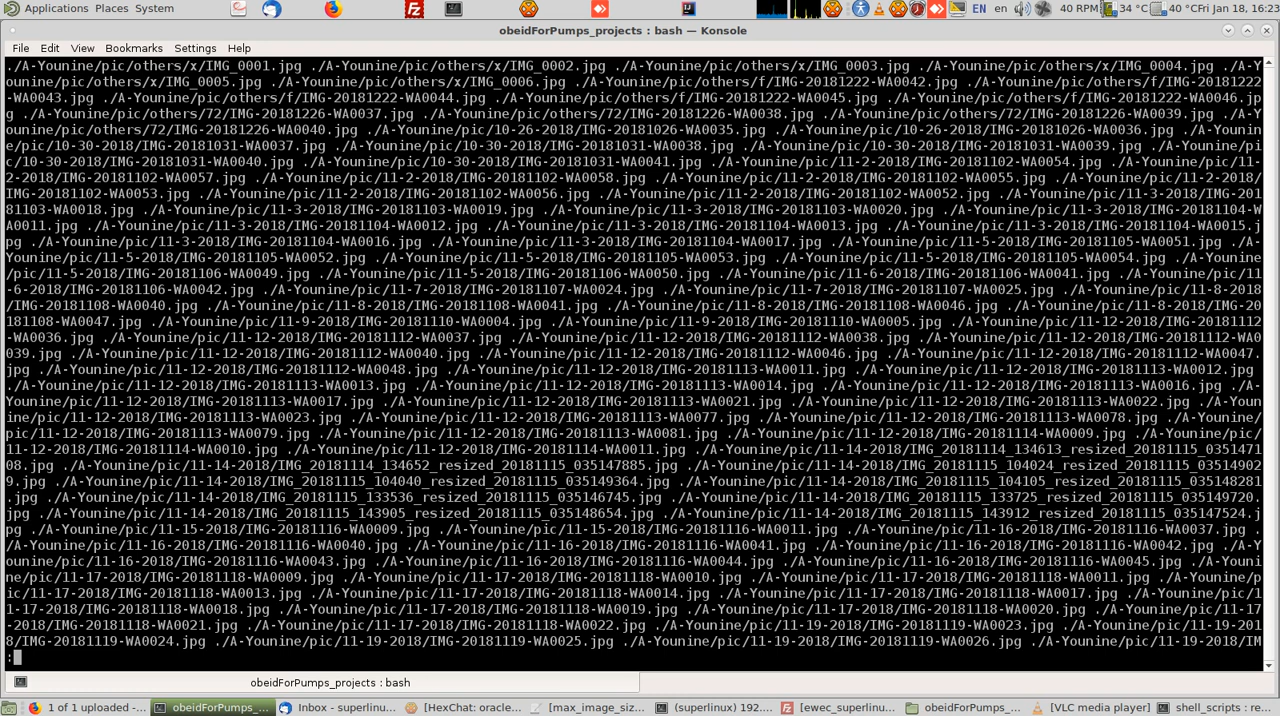 Applications Places System
EN en 40 RPM 34 °C 40 °C Fri Jan 18, 16:23
obeidForPumps_projects : bash — Konsole
File Edit View Bookmarks Settings Help
./A-Younine/pic/others/x/IMG_0001.jpg ./A-Younine/pic/others/x/IMG_0002.jpg ./A-Younine/pic/others/x/IMG_0003.jpg ./A-Younine/pic/others/x/IMG_0004.jpg ./A-Y
ounine/pic/others/x/IMG_0005.jpg ./A-Younine/pic/others/x/IMG_0006.jpg ./A-Younine/pic/others/f/IMG-20181222-WA0042.jpg ./A-Younine/pic/others/f/IMG-20181222
-WA0043.jpg ./A-Younine/pic/others/f/IMG-20181222-WA0044.jpg ./A-Younine/pic/others/f/IMG-20181222-WA0045.jpg ./A-Younine/pic/others/f/IMG-20181222-WA0046.jp
g ./A-Younine/pic/others/72/IMG-20181226-WA0037.jpg ./A-Younine/pic/others/72/IMG-20181226-WA0038.jpg ./A-Younine/pic/others/72/IMG-20181226-WA0039.jpg ./A-Y
ounine/pic/others/72/IMG-20181226-WA0040.jpg ./A-Younine/pic/10-26-2018/IMG-20181026-WA0035.jpg ./A-Younine/pic/10-26-2018/IMG-20181026-WA0036.jpg ./A-Younin
e/pic/10-30-2018/IMG-20181031-WA0037.jpg ./A-Younine/pic/10-30-2018/IMG-20181031-WA0038.jpg ./A-Younine/pic/10-30-2018/IMG-20181031-WA0039.jpg ./A-Younine/pi
c/10-30-2018/IMG-20181031-WA0040.jpg ./A-Younine/pic/10-30-2018/IMG-20181031-WA0041.jpg ./A-Younine/pic/11-2-2018/IMG-20181102-WA0054.jpg ./A-Younine/pic/11-
2-2018/IMG-20181102-WA0057.jpg ./A-Younine/pic/11-2-2018/IMG-20181102-WA0058.jpg ./A-Younine/pic/11-2-2018/IMG-20181102-WA0055.jpg ./A-Younine/pic/11-2-2018/
IMG-20181102-WA0053.jpg ./A-Younine/pic/11-2-2018/IMG-20181102-WA0056.jpg ./A-Younine/pic/11-2-2018/IMG-20181102-WA0052.jpg ./A-Younine/pic/11-3-2018/IMG-201
81103-WA0018.jpg ./A-Younine/pic/11-3-2018/IMG-20181103-WA0019.jpg ./A-Younine/pic/11-3-2018/IMG-20181103-WA0020.jpg ./A-Younine/pic/11-3-2018/IMG-20181104-W
A0011.jpg ./A-Younine/pic/11-3-2018/IMG-20181104-WA0012.jpg ./A-Younine/pic/11-3-2018/IMG-20181104-WA0013.jpg ./A-Younine/pic/11-3-2018/IMG-20181104-WA0015.j
pg ./A-Younine/pic/11-3-2018/IMG-20181104-WA0016.jpg ./A-Younine/pic/11-3-2018/IMG-20181104-WA0017.jpg ./A-Younine/pic/11-5-2018/IMG-20181105-WA0051.jpg ./A-
Younine/pic/11-5-2018/IMG-20181105-WA0052.jpg ./A-Younine/pic/11-5-2018/IMG-20181105-WA0053.jpg ./A-Younine/pic/11-5-2018/IMG-20181105-WA0054.jpg ./A-Younine
/pic/11-5-2018/IMG-20181106-WA0049.jpg ./A-Younine/pic/11-5-2018/IMG-20181106-WA0050.jpg ./A-Younine/pic/11-6-2018/IMG-20181106-WA0041.jpg ./A-Younine/pic/11
-6-2018/IMG-20181106-WA0042.jpg ./A-Younine/pic/11-7-2018/IMG-20181107-WA0024.jpg ./A-Younine/pic/11-7-2018/IMG-20181107-WA0025.jpg ./A-Younine/pic/11-8-2018
/IMG-20181108-WA0040.jpg ./A-Younine/pic/11-8-2018/IMG-20181108-WA0041.jpg ./A-Younine/pic/11-8-2018/IMG-20181108-WA0046.jpg ./A-Younine/pic/11-8-2018/IMG-20
181108-WA0047.jpg ./A-Younine/pic/11-9-2018/IMG-20181110-WA0004.jpg ./A-Younine/pic/11-9-2018/IMG-20181110-WA0005.jpg ./A-Younine/pic/11-12-2018/IMG-20181112
-WA0036.jpg ./A-Younine/pic/11-12-2018/IMG-20181112-WA0037.jpg ./A-Younine/pic/11-12-2018/IMG-20181112-WA0038.jpg ./A-Younine/pic/11-12-2018/IMG-20181112-WA0
039.jpg ./A-Younine/pic/11-12-2018/IMG-20181112-WA0040.jpg ./A-Younine/pic/11-12-2018/IMG-20181112-WA0046.jpg ./A-Younine/pic/11-12-2018/IMG-20181112-WA0047.
jpg ./A-Younine/pic/11-12-2018/IMG-20181112-WA0048.jpg ./A-Younine/pic/11-12-2018/IMG-20181113-WA0011.jpg ./A-Younine/pic/11-12-2018/IMG-20181113-WA0012.jpg
./A-Younine/pic/11-12-2018/IMG-20181113-WA0013.jpg ./A-Younine/pic/11-12-2018/IMG-20181113-WA0014.jpg ./A-Younine/pic/11-12-2018/IMG-20181113-WA0016.jpg ./A-
Younine/pic/11-12-2018/IMG-20181113-WA0017.jpg ./A-Younine/pic/11-12-2018/IMG-20181113-WA0021.jpg ./A-Younine/pic/11-12-2018/IMG-20181113-WA0022.jpg ./A-Youn
ine/pic/11-12-2018/IMG-20181113-WA0023.jpg ./A-Younine/pic/11-12-2018/IMG-20181113-WA0077.jpg ./A-Younine/pic/11-12-2018/IMG-20181113-WA0078.jpg ./A-Younine/
pic/11-12-2018/IMG-20181113-WA0079.jpg ./A-Younine/pic/11-12-2018/IMG-20181113-WA0081.jpg ./A-Younine/pic/11-12-2018/IMG-20181114-WA0009.jpg ./A-Younine/pic/
11-12-2018/IMG-20181114-WA0010.jpg ./A-Younine/pic/11-12-2018/IMG-20181114-WA0011.jpg ./A-Younine/pic/11-14-2018/IMG_20181114_134613_resized_20181115_0351471
08.jpg ./A-Younine/pic/11-14-2018/IMG_20181114_134652_resized_20181115_035147885.jpg ./A-Younine/pic/11-14-2018/IMG_20181115_104024_resized_20181115_03514902
9.jpg ./A-Younine/pic/11-14-2018/IMG_20181115_104040_resized_20181115_035149364.jpg ./A-Younine/pic/11-14-2018/IMG_20181115_104105_resized_20181115_035148281
.jpg ./A-Younine/pic/11-14-2018/IMG_20181115_133536_resized_20181115_035146745.jpg ./A-Younine/pic/11-14-2018/IMG_20181115_133725_resized_20181115_035149720.
jpg ./A-Younine/pic/11-14-2018/IMG_20181115_143905_resized_20181115_035148654.jpg ./A-Younine/pic/11-14-2018/IMG_20181115_143912_resized_20181115_035147524.j
pg ./A-Younine/pic/11-15-2018/IMG-20181116-WA0009.jpg ./A-Younine/pic/11-15-2018/IMG-20181116-WA0011.jpg ./A-Younine/pic/11-16-2018/IMG-20181116-WA0037.jpg .
/A-Younine/pic/11-16-2018/IMG-20181116-WA0040.jpg ./A-Younine/pic/11-16-2018/IMG-20181116-WA0041.jpg ./A-Younine/pic/11-16-2018/IMG-20181116-WA0042.jpg ./A-Y
ounine/pic/11-16-2018/IMG-20181116-WA0043.jpg ./A-Younine/pic/11-16-2018/IMG-20181116-WA0044.jpg ./A-Younine/pic/11-16-2018/IMG-20181116-WA0045.jpg ./A-Youni
ne/pic/11-17-2018/IMG-20181118-WA0009.jpg ./A-Younine/pic/11-17-2018/IMG-20181118-WA0010.jpg ./A-Younine/pic/11-17-2018/IMG-20181118-WA0011.jpg ./A-Younine/p
ic/11-17-2018/IMG-20181118-WA0013.jpg ./A-Younine/pic/11-17-2018/IMG-20181118-WA0014.jpg ./A-Younine/pic/11-17-2018/IMG-20181118-WA0017.jpg ./A-Younine/pic/1
1-17-2018/IMG-20181118-WA0018.jpg ./A-Younine/pic/11-17-2018/IMG-20181118-WA0019.jpg ./A-Younine/pic/11-17-2018/IMG-20181118-WA0020.jpg ./A-Younine/pic/11-17
-2018/IMG-20181118-WA0021.jpg ./A-Younine/pic/11-17-2018/IMG-20181118-WA0022.jpg ./A-Younine/pic/11-19-2018/IMG-20181119-WA0023.jpg ./A-Younine/pic/11-19-201
8/IMG-20181119-WA0024.jpg ./A-Younine/pic/11-19-2018/IMG-20181119-WA0025.jpg ./A-Younine/pic/11-19-2018/IMG-20181119-WA0026.jpg ./A-Younine/pic/11-19-2018/IM
:
obeidForPumps_projects : bash
1 of 1 uploaded -... obeidForPumps_... Inbox - superlinu... [HexChat: oracle... [max_image_siz... (superlinux) 192.... [ewec_superlinu... obeidForPumps_... [VLC media player] shell_scripts : re...